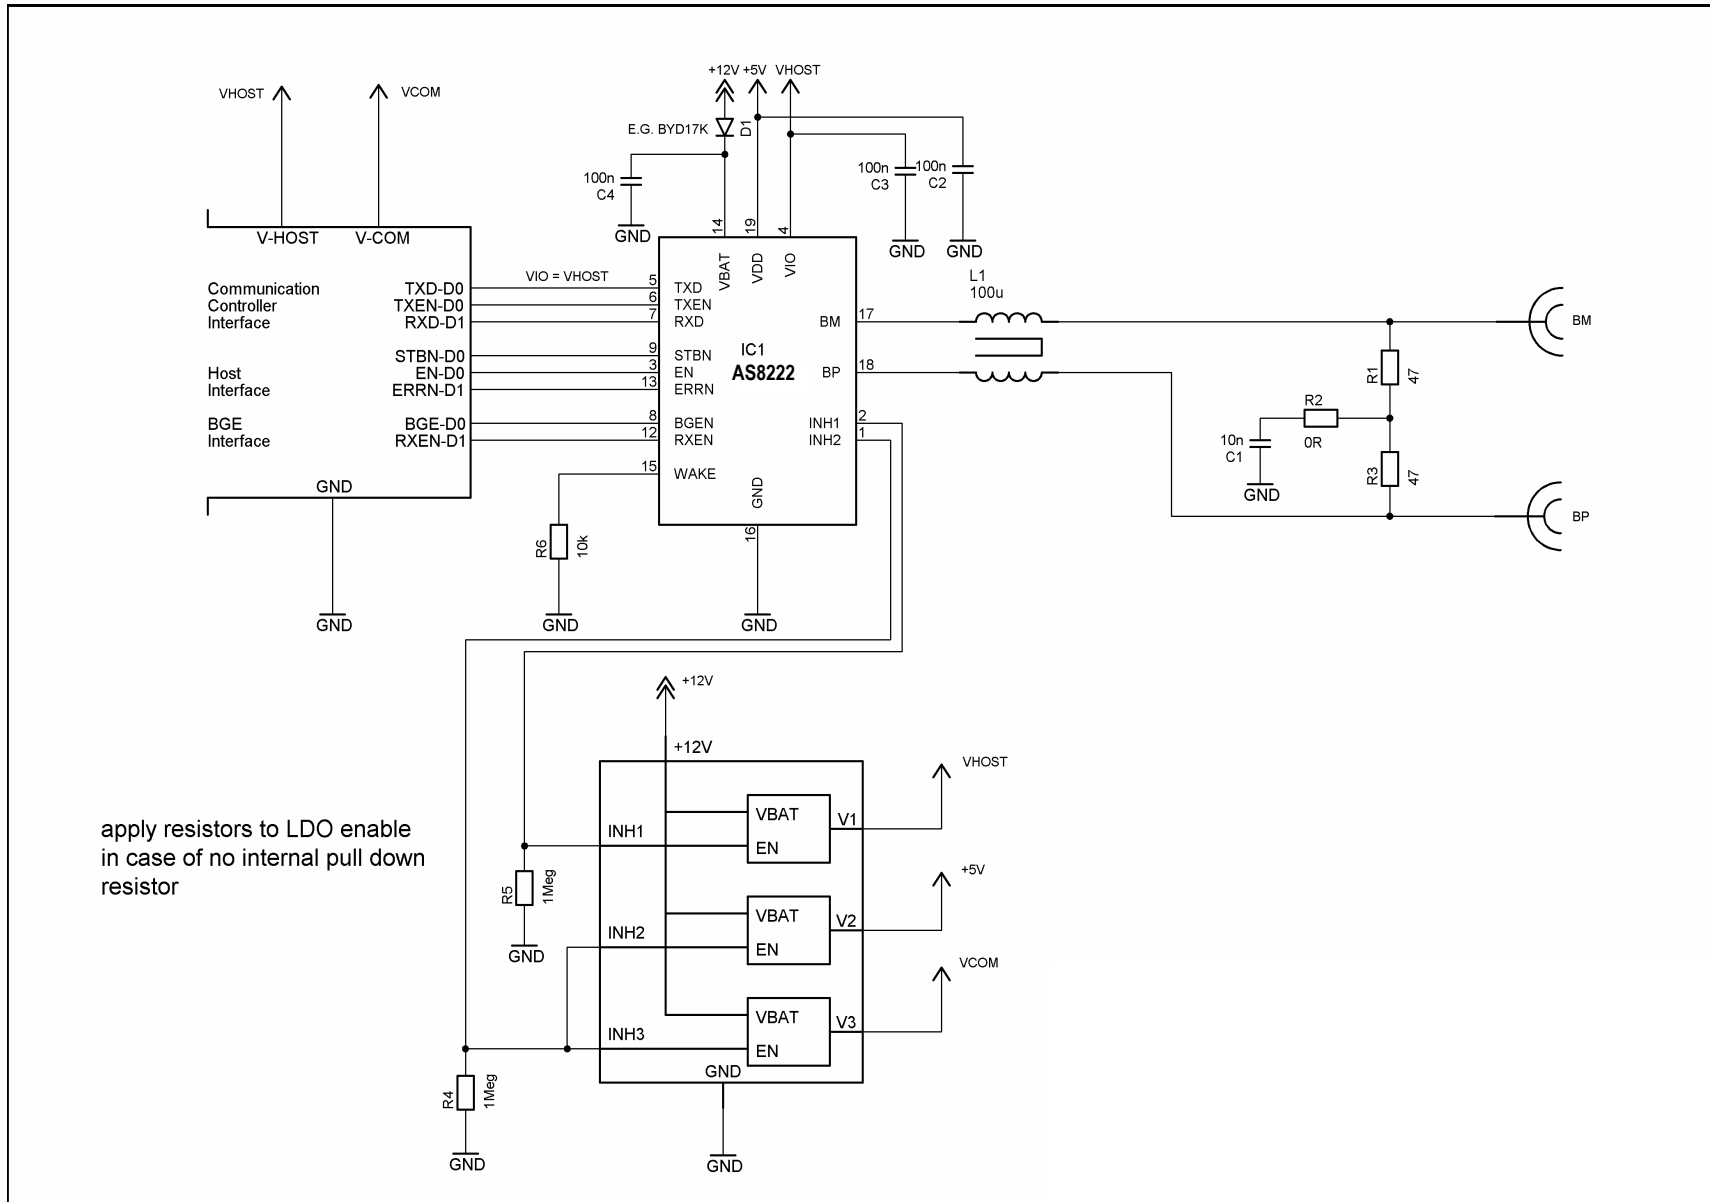 +12V +5V VHOST
VHOST
VCOM
E.G. BYD17K
D1
100n
C4
GND
100n
C3
GND
100n
C2
GND
V-HOST
V-COM
14
19
4
VBAT
VDD
VIO
VIO = VHOST
Communication
Controller
Interface
TXD-D0
TXEN-D0
RXD-D1
5
6
7
TXD
TXEN
RXD
STBN-D0
Host
Interface
EN-D0
ERRN-D1
9
3
13
STBN
EN
ERRN
BGE
Interface
BGE-D0
RXEN-D1
8
12
BGEN
RXEN
15
WAKE
IC1
AS8222
BM
17
BP
18
INH1
2
INH2
1
GND
16
GND
GND
GND
R6
10k
GND
L1
100u
BM
R1
47
R2
0R
10n
C1
GND
R3
47
BP
+12V
+12V
VHOST
INH1
VBAT
EN
V1
+5V
INH2
VBAT
EN
V2
VCOM
INH3
VBAT
EN
V3
GND
GND
R5
1Meg
GND
R4
1Meg
GND
apply resistors to LDO enable
in case of no internal pull down
resistor